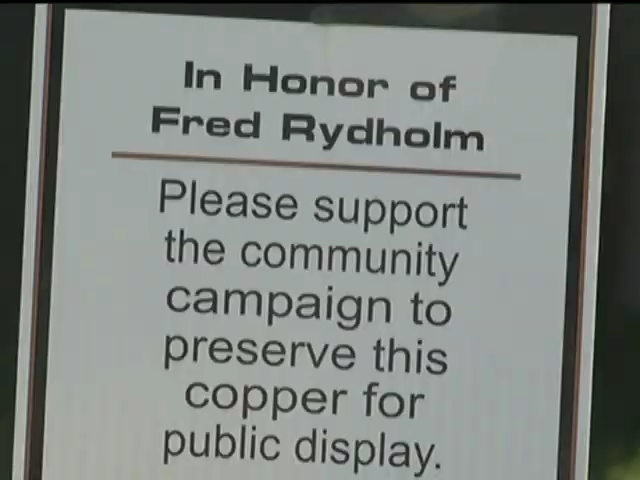 In Honor of
Fred Rydholm
Please support
the community
campaign to
preserve this
copper for
public display.